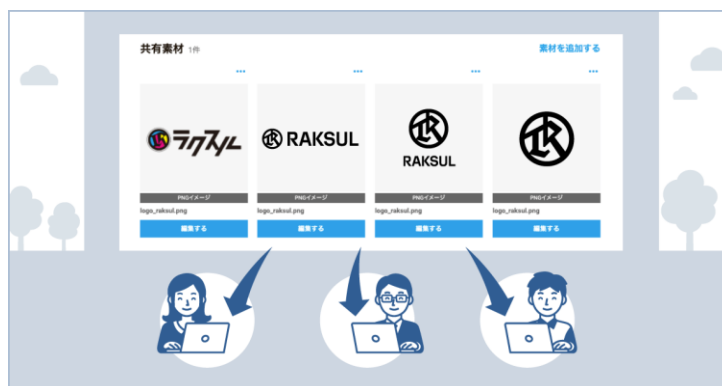 共有素材 1件
素材を追加する
ラクスル
RAKSUL
RAKSUL
PNGイメージ
PNGイメージ
PNGイメージ
PNGイメージ
logo_raksul.png
logo_raksul.png
logo_raksul.png
logo_raksul.png
編集する
編集する
編集する
編集する